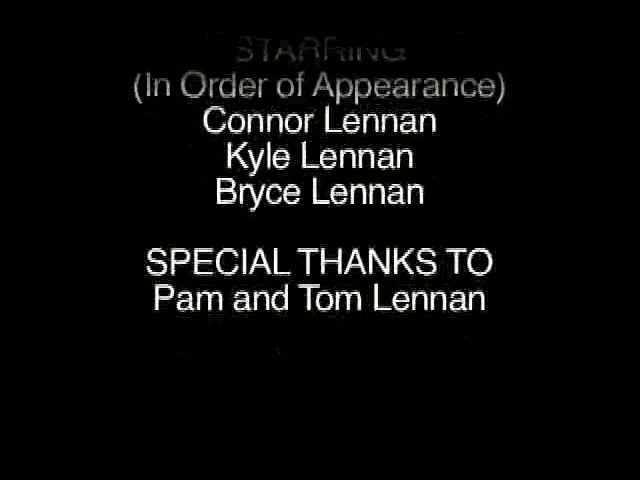 STARRING
(In Order of Appearance)
Connor Lennan
Kyle Lennan
Bryce Lennan
SPECIAL THANKS TO
Pam and Tom Lennan